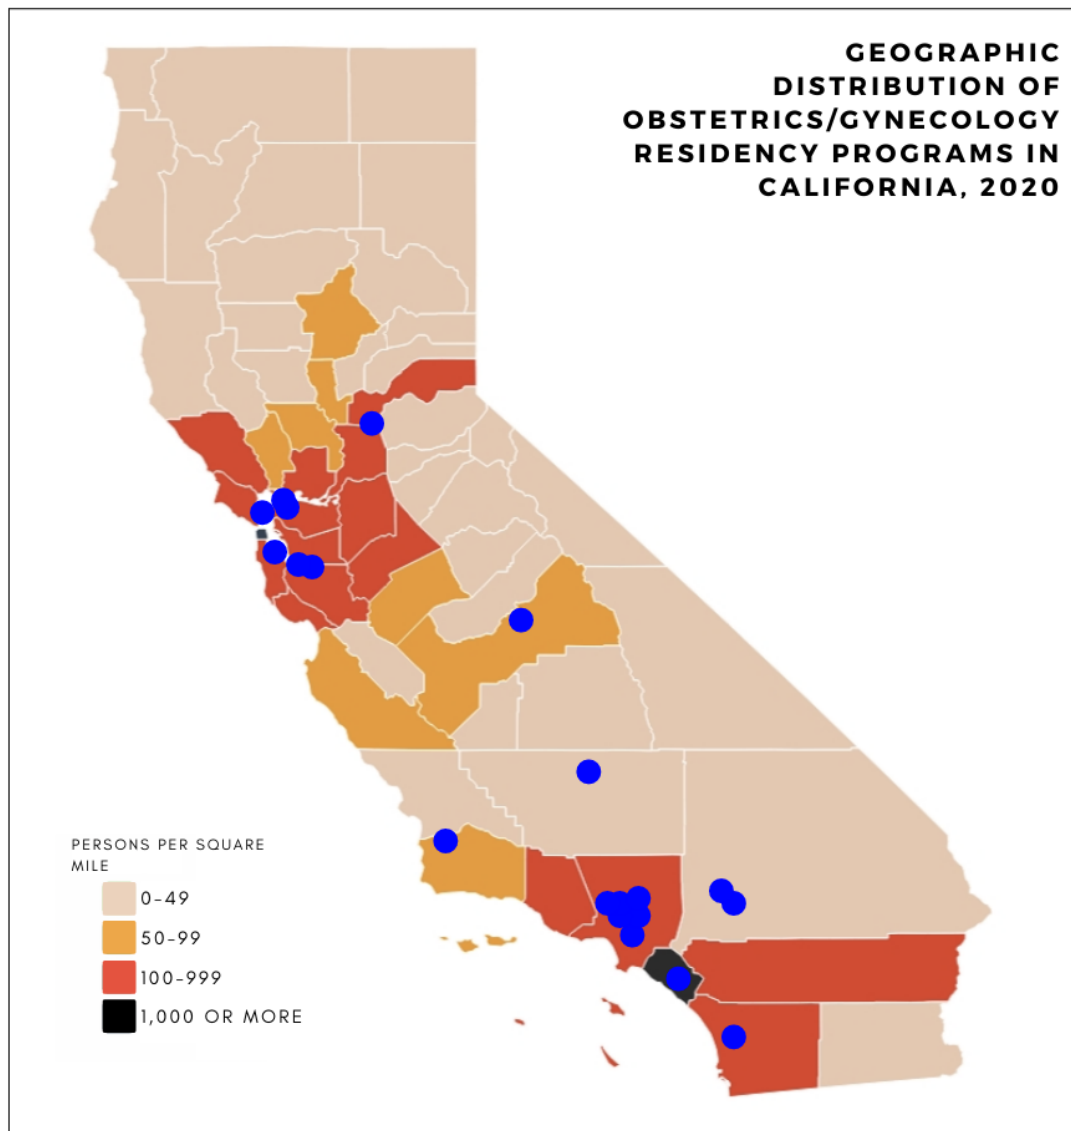 GEOGRAPHIC
DISTRIBUTION OF
OBSTETRICS/GYNECOLOGY
RESIDENCY PROGRAMS IN
CALIFORNIA, 2020
PERSONS PER SQUARE
MILE
0-49
50-99
100-999
1,000 OR MORE